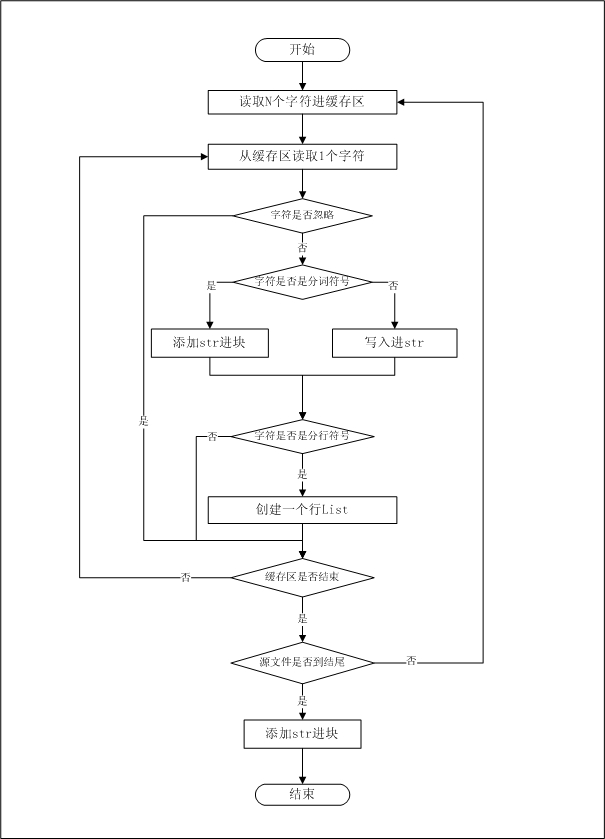 开始
读取N个字符进缓存区
从缓存区读取1个字符
字符是否忽略
否
字符是否是分词符号
是
否
添加str进块
写入进str
是
否
字符是否是分行符号
是
创建一个行List
缓存区是否结束
否
是
源文件是否到结尾
否
是
添加str进块
结束